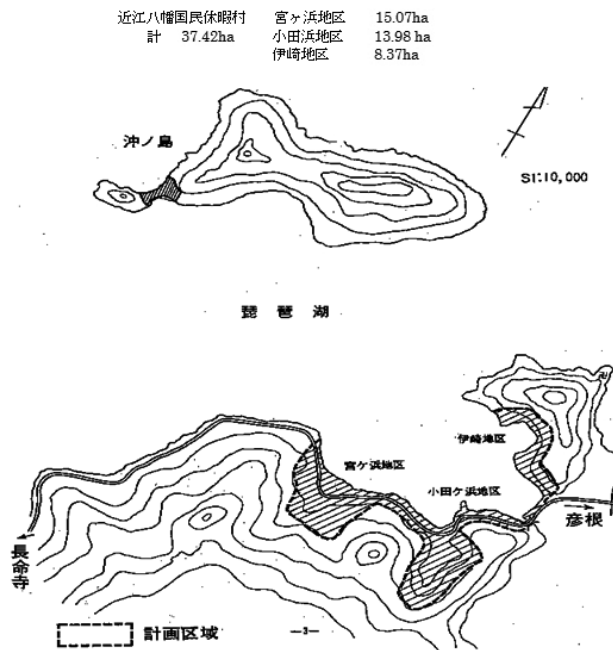 近江八幡国民休暇村 宮ヶ浜地区 15.07ha
計 37.42ha 小田浜地区 13.98 ha
伊崎地区 8.37ha
沖ノ島
S1:10,000
琵琶湖
伊崎地区
宮ケ浜地区
小田ケ浜地区
彦根
長命寺
計画区域
—3—